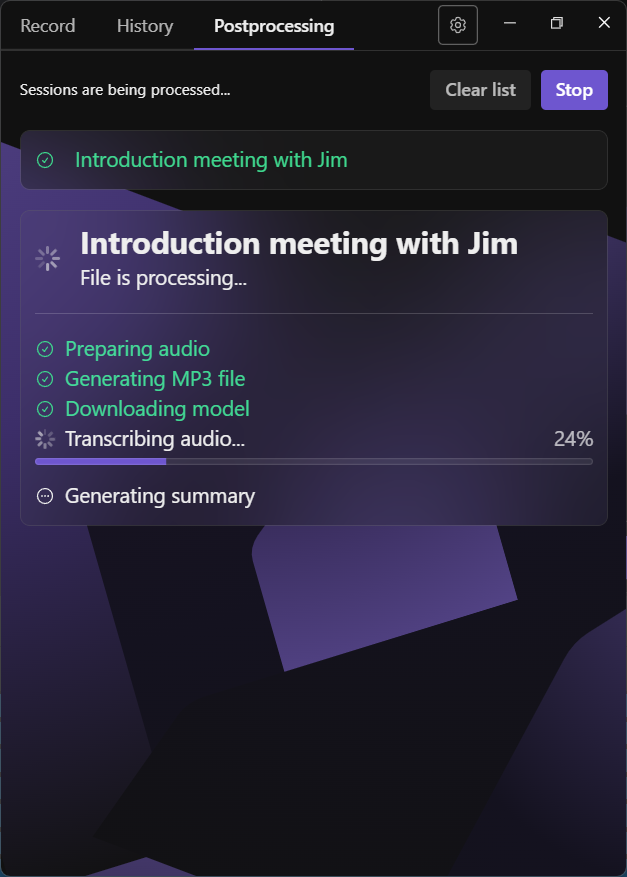 Record History Postprocessing
Sessions are being processed... Clear list Stop
Introduction meeting with Jim
Introduction meeting with Jim
File is processing...
Preparing audio
Generating MP3 file
Downloading model
Transcribing audio... 24%
Generating summary